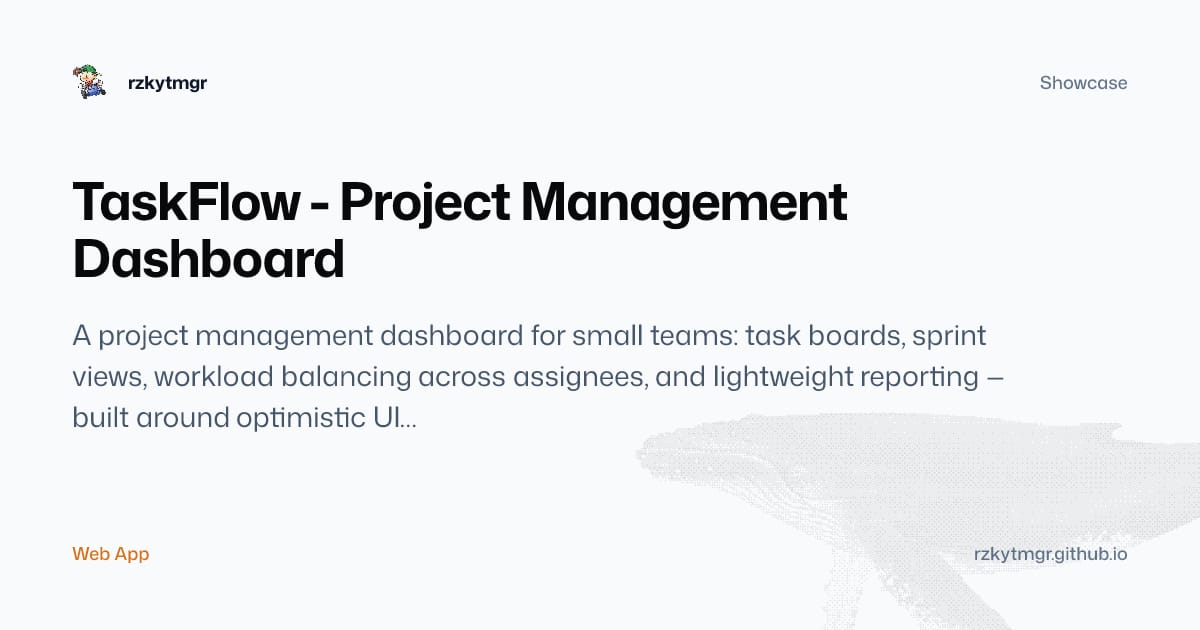 rzkytmgr
Showcase
TaskFlow - Project Management
Dashboard
A project management dashboard for small teams: task boards, sprint
views, workload balancing across assignees, and lightweight reporting —
built around optimistic UI...
Web App
rzkytmgr.github.io